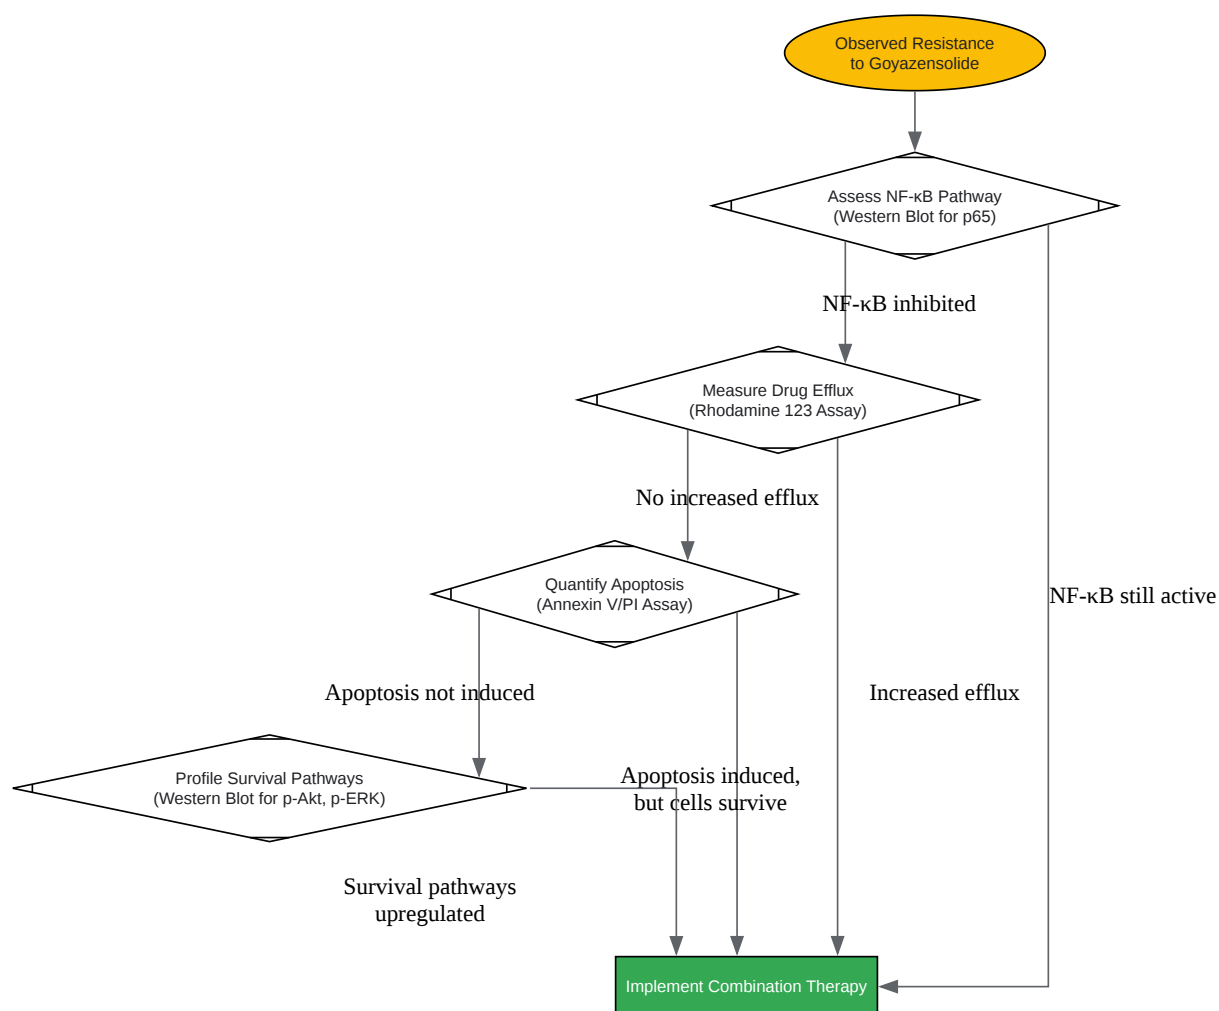 Observed Resistance
to Goyazensolide
Assess NF-κB Pathway
(Western Blot for p65)
NF-κB inhibited
Measure Drug Efflux
(Rhodamine 123 Assay)
No increased efflux
Quantify Apoptosis
(Annexin V/PI Assay)
NF-κB still active
Apoptosis not induced
Increased efflux
Profile Survival Pathways
(Western Blot for p-Akt, p-ERK)
Apoptosis induced,
but cells survive
Survival pathways
upregulated
Implement Combination Therapy